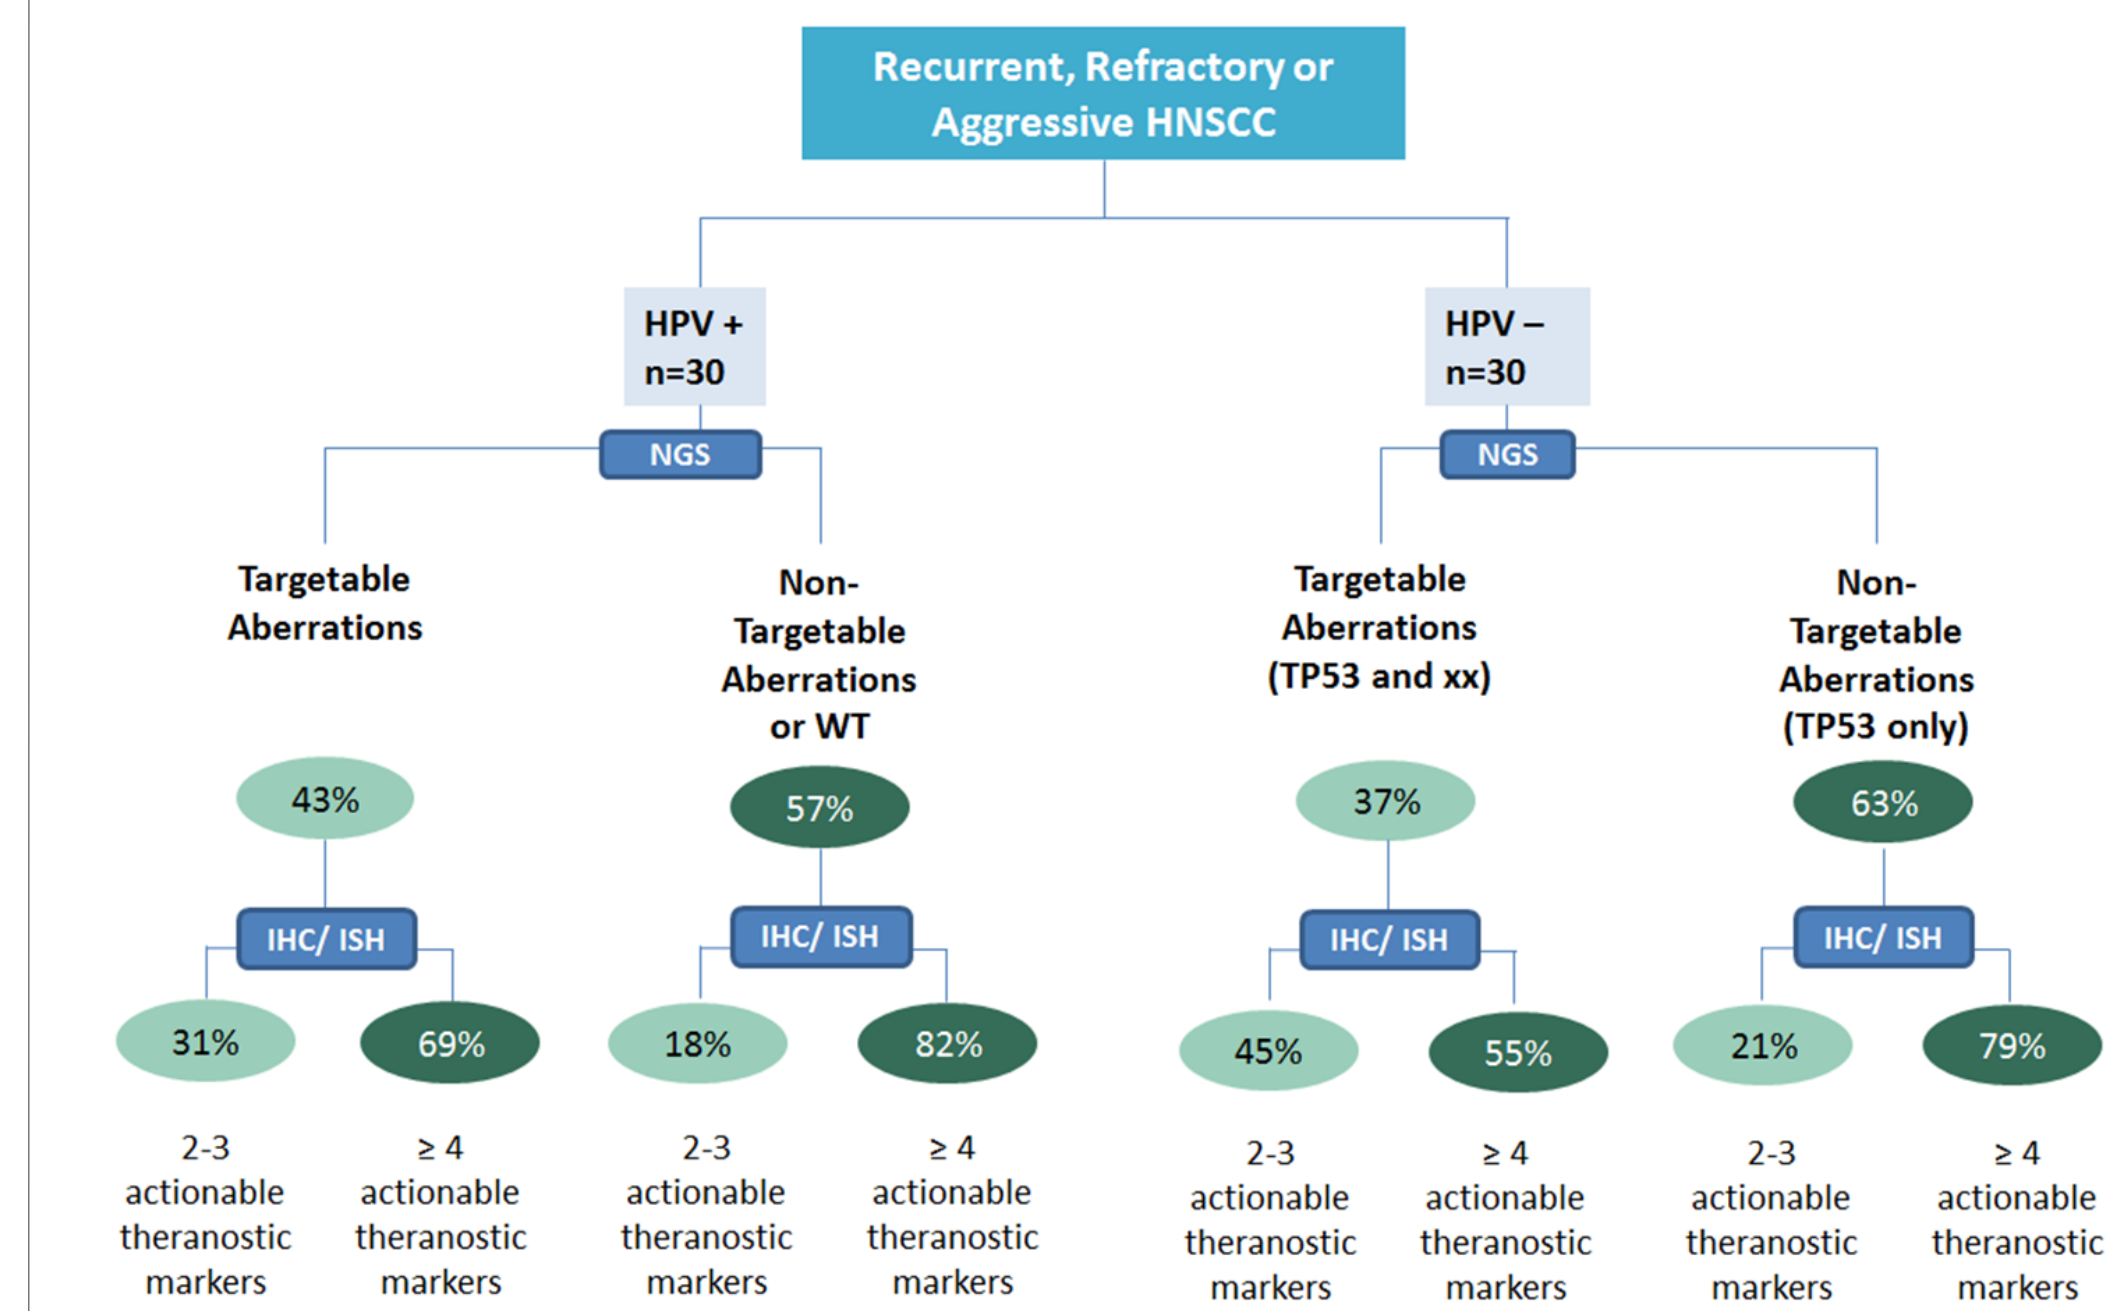 Recurrent, Refractory or
Aggressive HNSCC
HPV +
n=30
HPV –
n=30
NGS
NGS
Targetable
Aberrations
Non-
Targetable
Aberrations
or WT
Targetable
Aberrations
(TP53 and xx)
Non-
Targetable
Aberrations
(TP53 only)
43%
57%
37%
63%
IHC/ ISH
IHC/ ISH
IHC/ ISH
IHC/ ISH
31%
69%
18%
82%
45%
55%
21%
79%
2-3
actionable
theranostic
markers
≥ 4
actionable
theranostic
markers
2-3
actionable
theranostic
markers
≥ 4
actionable
theranostic
markers
2-3
actionable
theranostic
markers
≥ 4
actionable
theranostic
markers
2-3
actionable
theranostic
markers
≥ 4
actionable
theranostic
markers